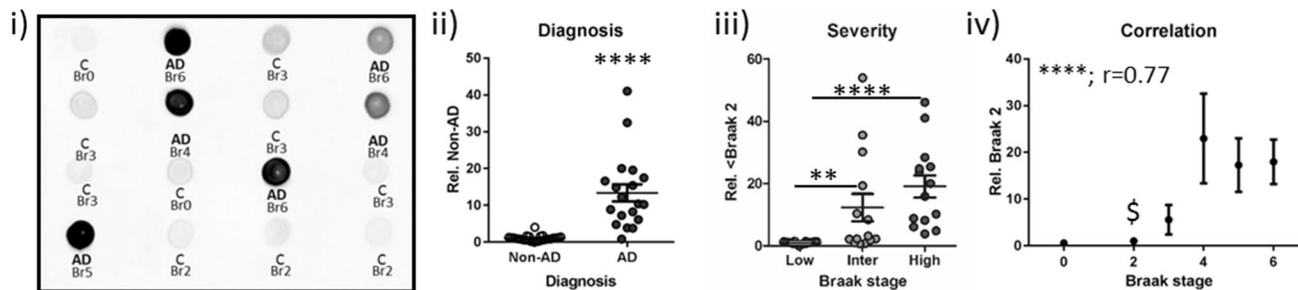 i)
C AD C AD
Br0 Br6 Br3 Br6
C AD C AD
Br3 Br4 Br3 Br4
C C AD C
Br3 Br0 Br6 Br3
AD C C C
Br5 Br2 Br2 Br2
ii)
Diagnosis
****
50
40
30
20
10
0
Rel. Non-AD
Non-AD AD
Diagnosis
iii)
Severity
60
40
20
0
Rel. <Braak 2
****
**
Low Inter High
Braak stage
iv)
Correlation
****; r=0.77
40
30
20
10
0
Rel. Braak 2
$
0 2 4 6
Braak stage